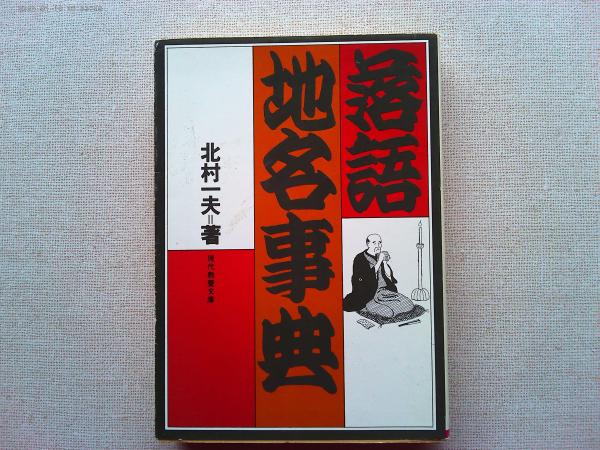 落語
地名事典
北村一夫=著
現代教養文庫